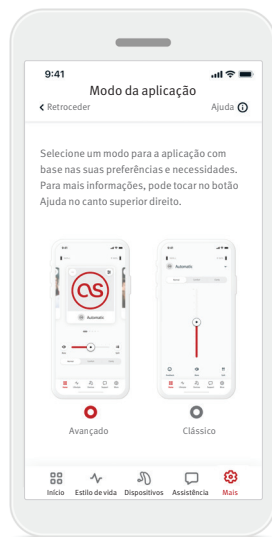 9:41
Modo da aplicação
Retroceder Ajuda
Selecione um modo para a aplicação com
base nas suas preferências e necessidades.
Para mais informações, pode tocar no botão
Ajuda no canto superior direito.
Automatic Automatic
Avançado Clássico
Início Estilo de vida Dispositivos Assistência Mais